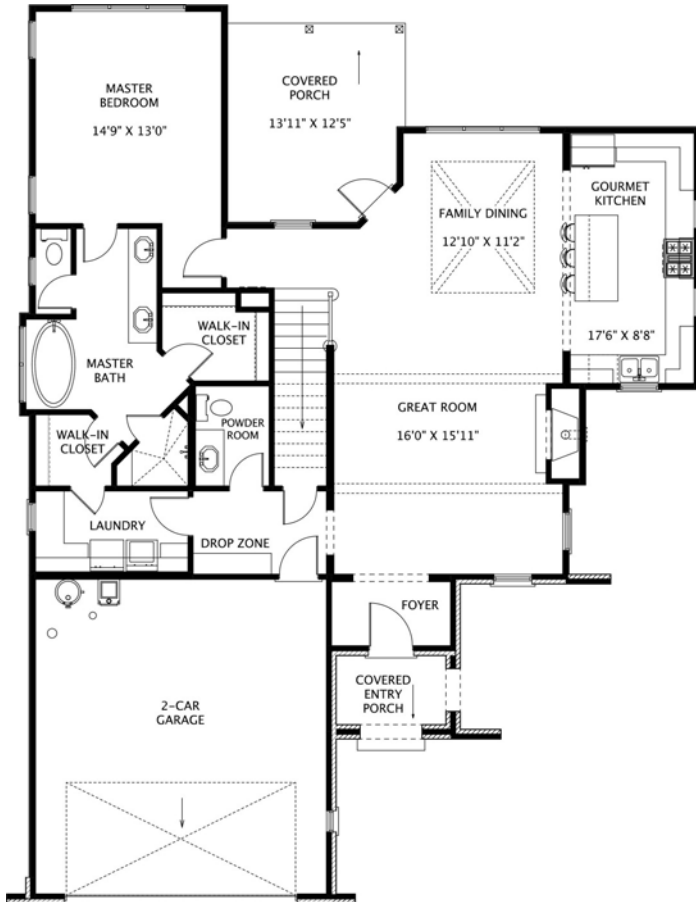 MASTER
BEDROOM
14'9" X 13'0"
COVERED
PORCH
13'11" X 12'5"
FAMILY DINING
12'10" X 11'2"
GOURMET
KITCHEN
17'6" X 8'8"
WALK-IN
CLOSET
MASTER
BATH
WALK-IN
CLOSET
POWDER
ROOM
GREAT ROOM
16'0" X 15'11"
LAUNDRY
DROP ZONE
FOYER
COVERED
ENTRY
PORCH
2-CAR
GARAGE